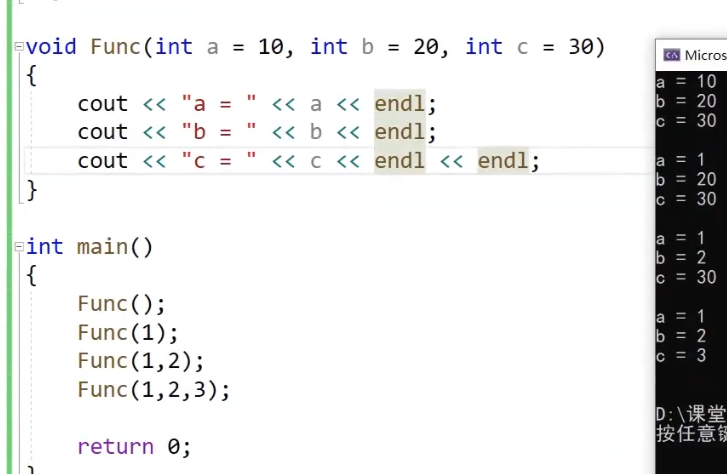 void Func(int a = 10, int b = 20, int c = 30)
{
    cout << "a = " << a << endl;
    cout << "b = " << b << endl;
    cout << "c = " << c << endl << endl;
}

int main()
{
    Func();
    Func(1);
    Func(1,2);
    Func(1,2,3);

    return 0;

Micros
a = 10
b = 20
c = 30

a = 1
b = 20
c = 30

a = 1
b = 2
c = 30

a = 1
b = 2
c = 3

D:\课堂
按任意键